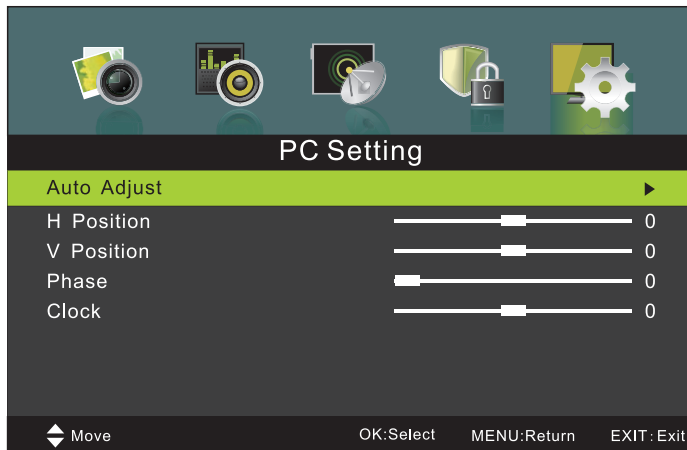 PC Setting
Auto Adjust
H Position 0
V Position 0
Phase 0
Clock 0
Move OK:Select MENU:Return EXIT:Exit